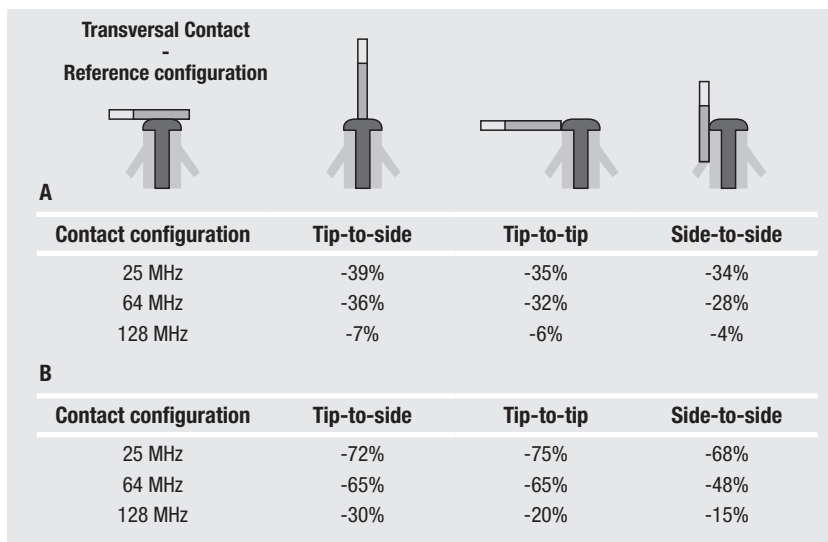 Transversal Contact
-
Reference configuration
A
Contact configuration Tip-to-side Tip-to-tip Side-to-side
25 MHz -39% -35% -34%
64 MHz -36% -32% -28%
128 MHz -7% -6% -4%
B
Contact configuration Tip-to-side Tip-to-tip Side-to-side
25 MHz -72% -75% -68%
64 MHz -65% -65% -48%
128 MHz -30% -20% -15%